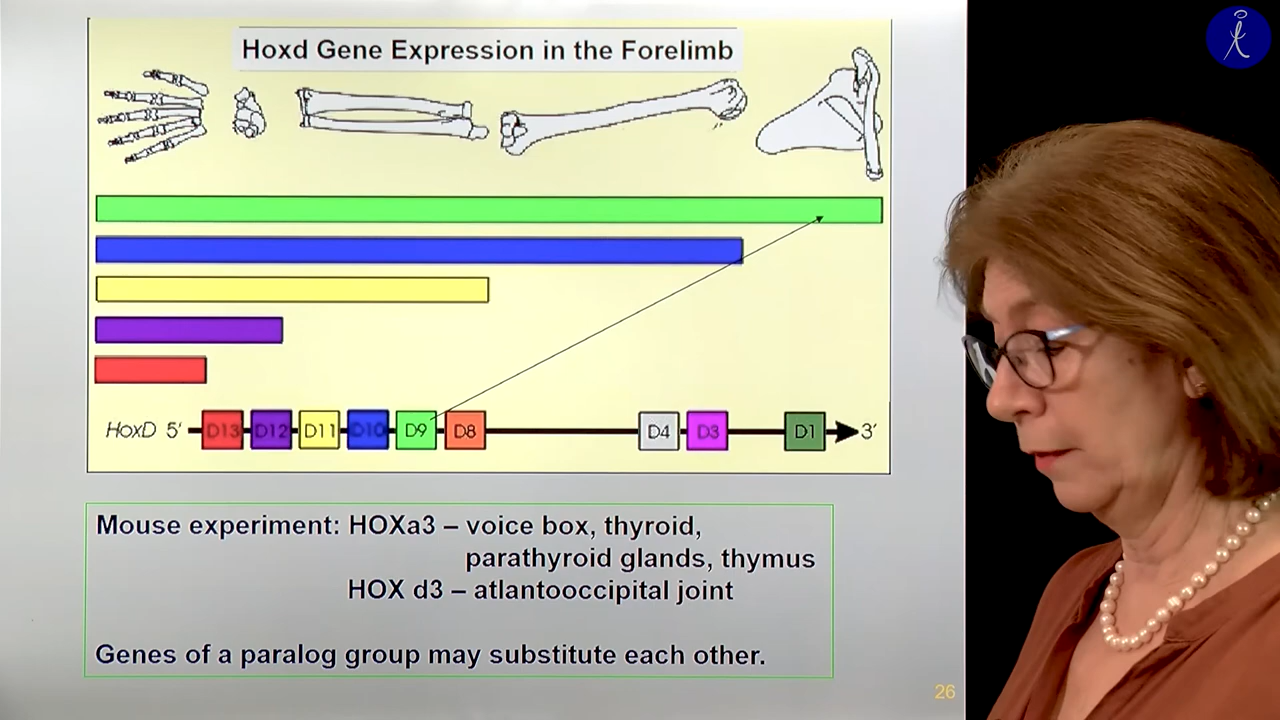 Hoxd Gene Expression in the Forelimb
HoxD 5′ D13 D12 D11 D10 D9 D8 D4 D3 D1 3′
Mouse experiment: HOXa3 – voice box, thyroid,
parathyroid glands, thymus
HOX d3 – atlantooccipital joint
Genes of a paralog group may substitute each other.
26